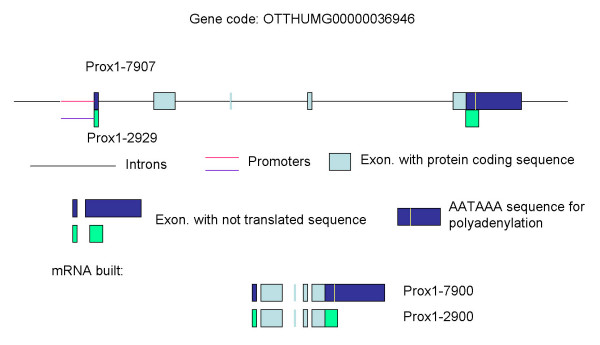 Gene code: OTTHUMG00000036946
Prox1-7907
Prox1-2929
Introns
Promoters
Exon. with protein coding sequence
Exon. with not translated sequence
AATAAA sequence for
polyadenylation
mRNA built:
Prox1-7900
Prox1-2900